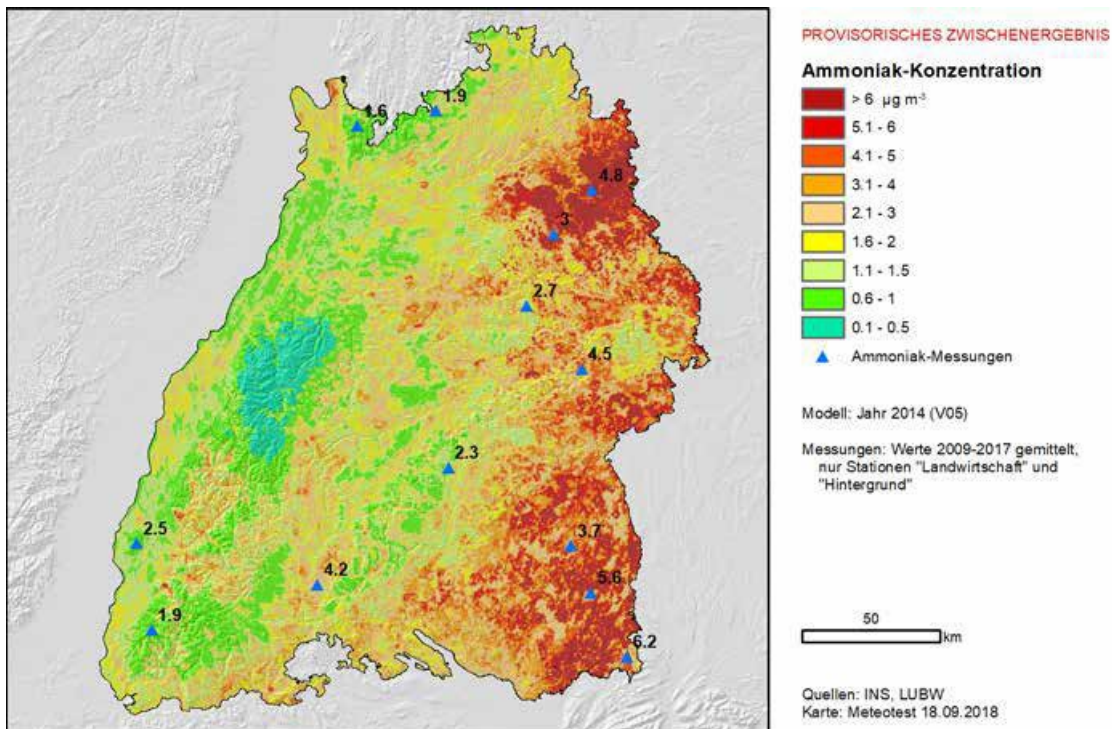 1.6
1.9
4.8
3
2.7
4.5
2.3
2.5
3.7
4.2
5.6
1.9
6.2
PROVISORISCHES ZWISCHENERGEBNIS
Ammoniak-Konzentration
> 6 µg m⁻³
5.1 - 6
4.1 - 5
3.1 - 4
2.1 - 3
1.6 - 2
1.1 - 1.5
0.6 - 1
0.1 - 0.5
Ammoniak-Messungen
Modell: Jahr 2014 (V05)
Messungen: Werte 2009-2017 gemittelt,
nur Stationen "Landwirtschaft" und
"Hintergrund"
50
km
Quellen: INS, LUBW
Karte: Meteotest 18.09.2018